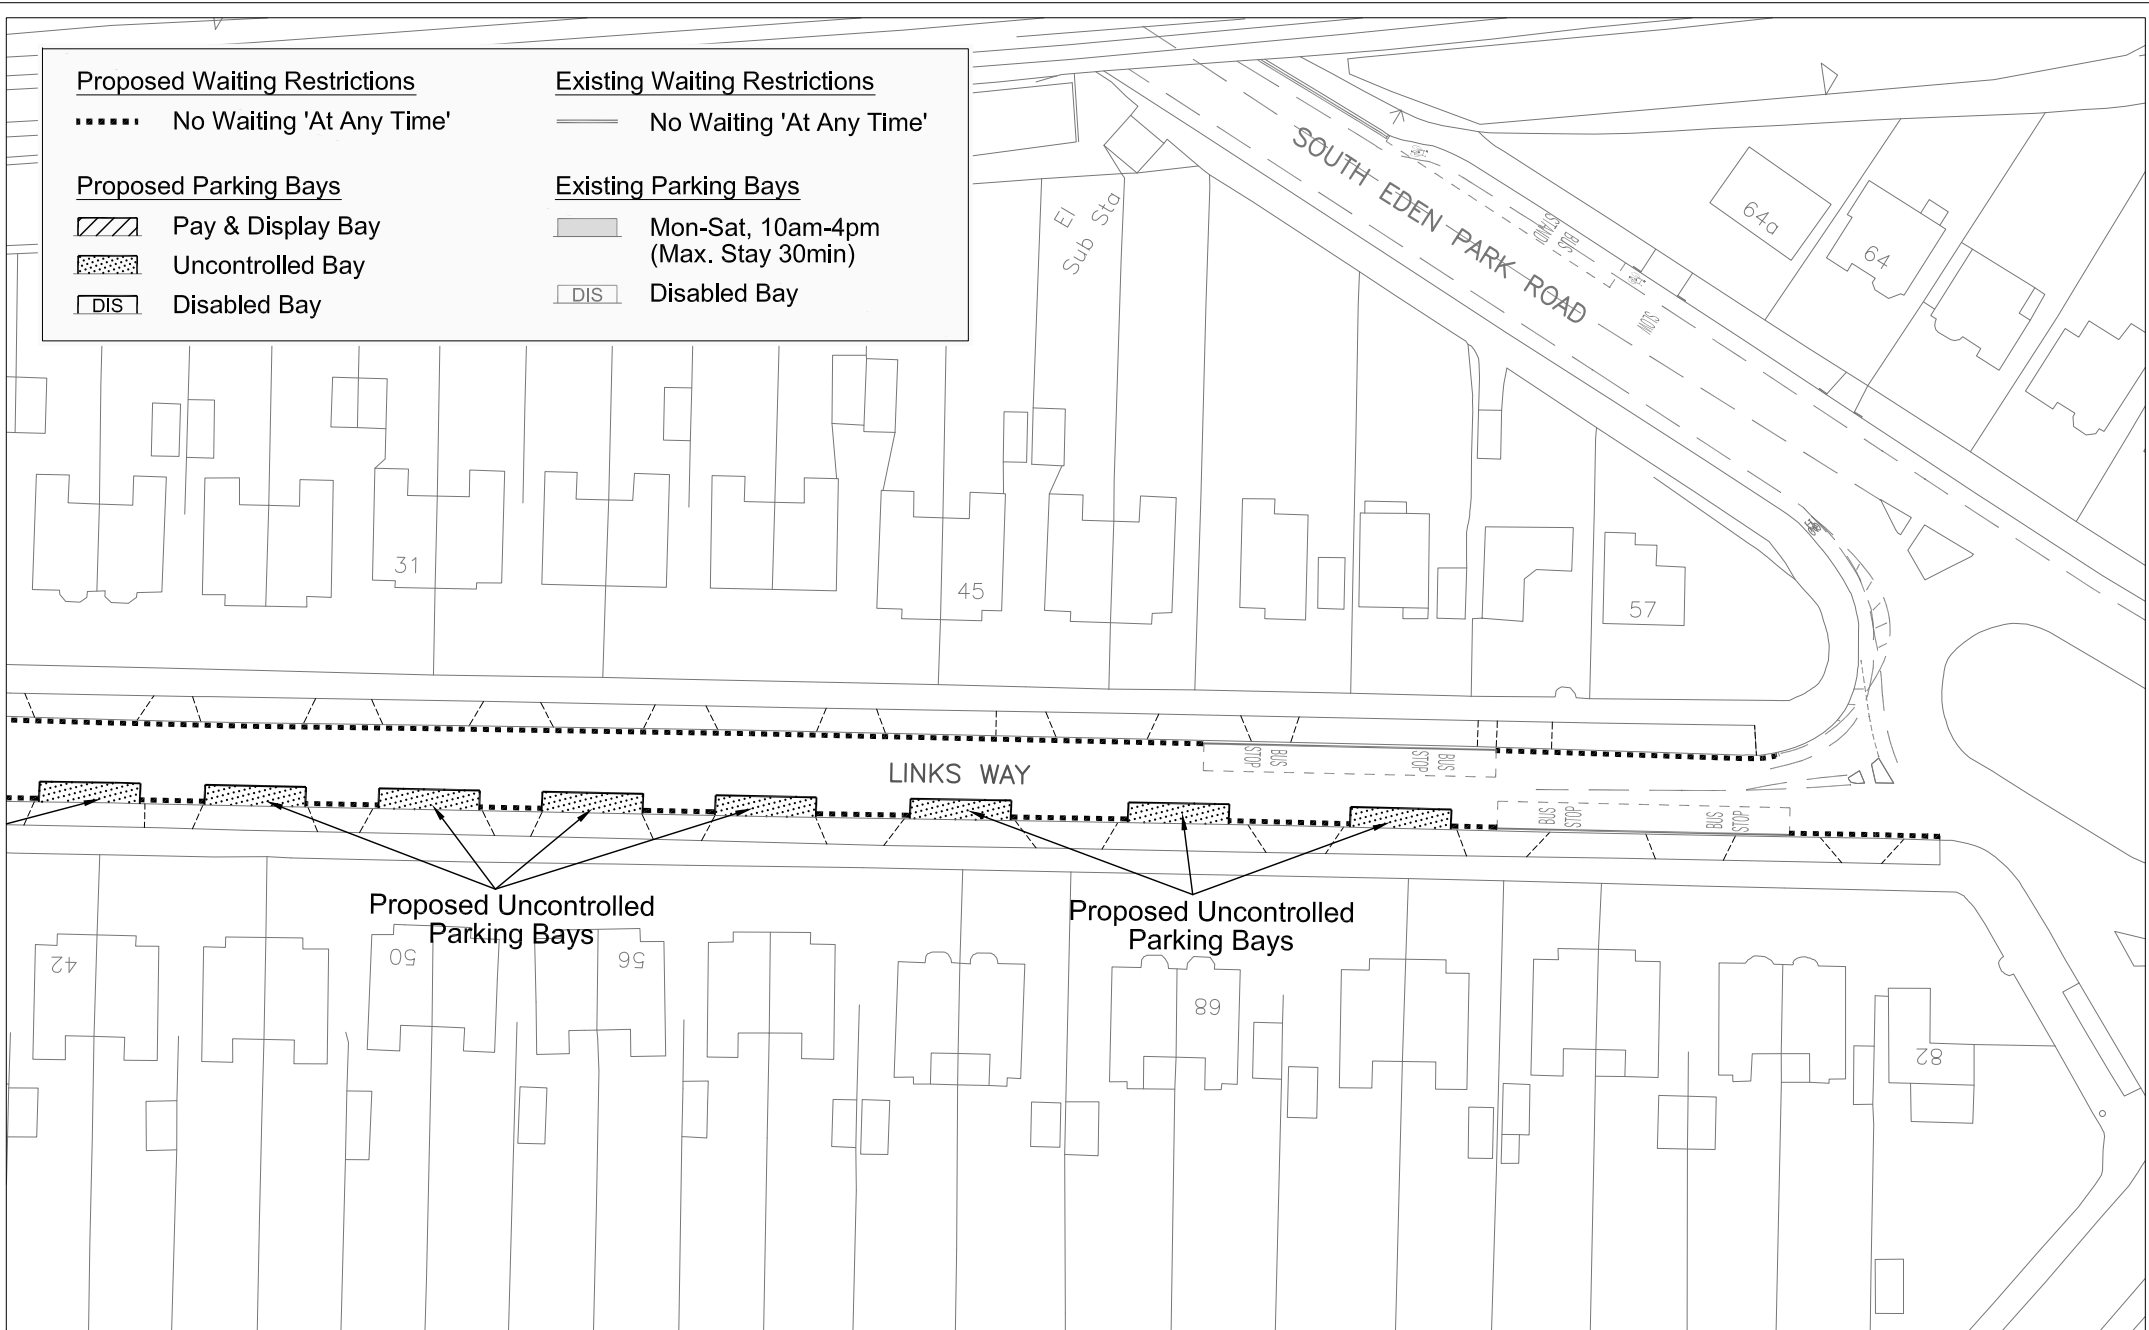 Proposed Waiting Restrictions
No Waiting 'At Any Time'
Proposed Parking Bays
Pay & Display Bay
Uncontrolled Bay
DIS Disabled Bay
Existing Waiting Restrictions
No Waiting 'At Any Time'
Existing Parking Bays
Mon-Sat, 10am-4pm
(Max. Stay 30min)
DIS Disabled Bay
El
Sub Sta
SOUTH EDEN PARK ROAD
BUS
STAND
SLOW
64a
64
31
45
57
BUS
STOP
BUS
STOP
LINKS WAY
BUS
STOP
BUS
STOP
Proposed Uncontrolled
Parking Bays
Proposed Uncontrolled
Parking Bays
42
50
56
68
82